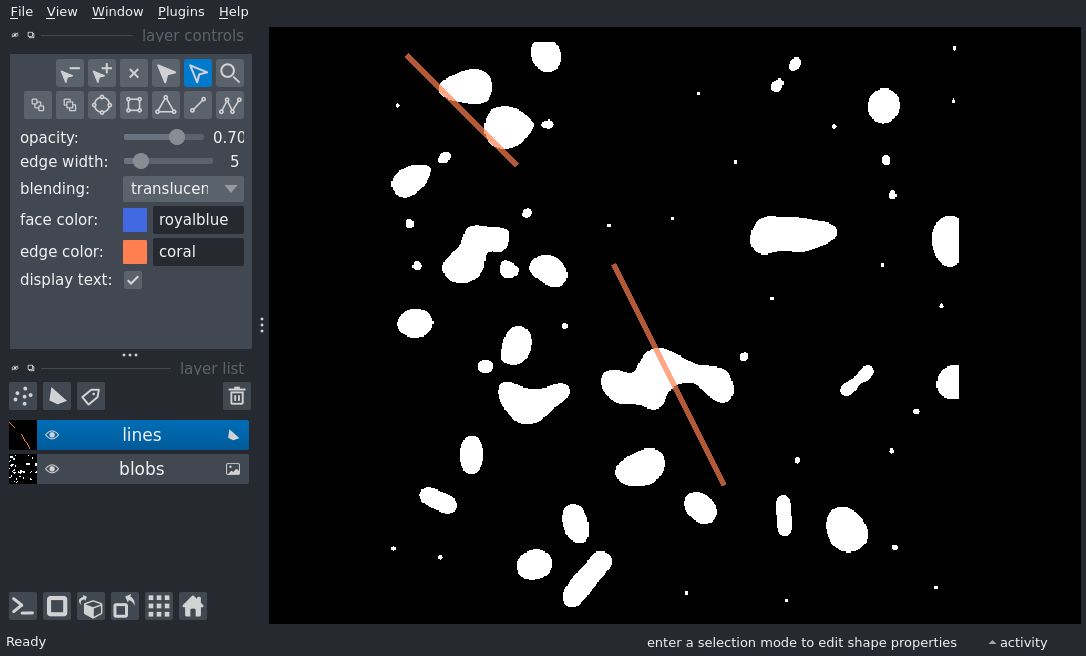 File View Window Plugins Help
layer controls
opacity: 0.70
edge width: 5
blending: translucen
face color: royalblue
edge color: coral
display text:
layer list
lines
blobs
Ready enter a selection mode to edit shape properties activity